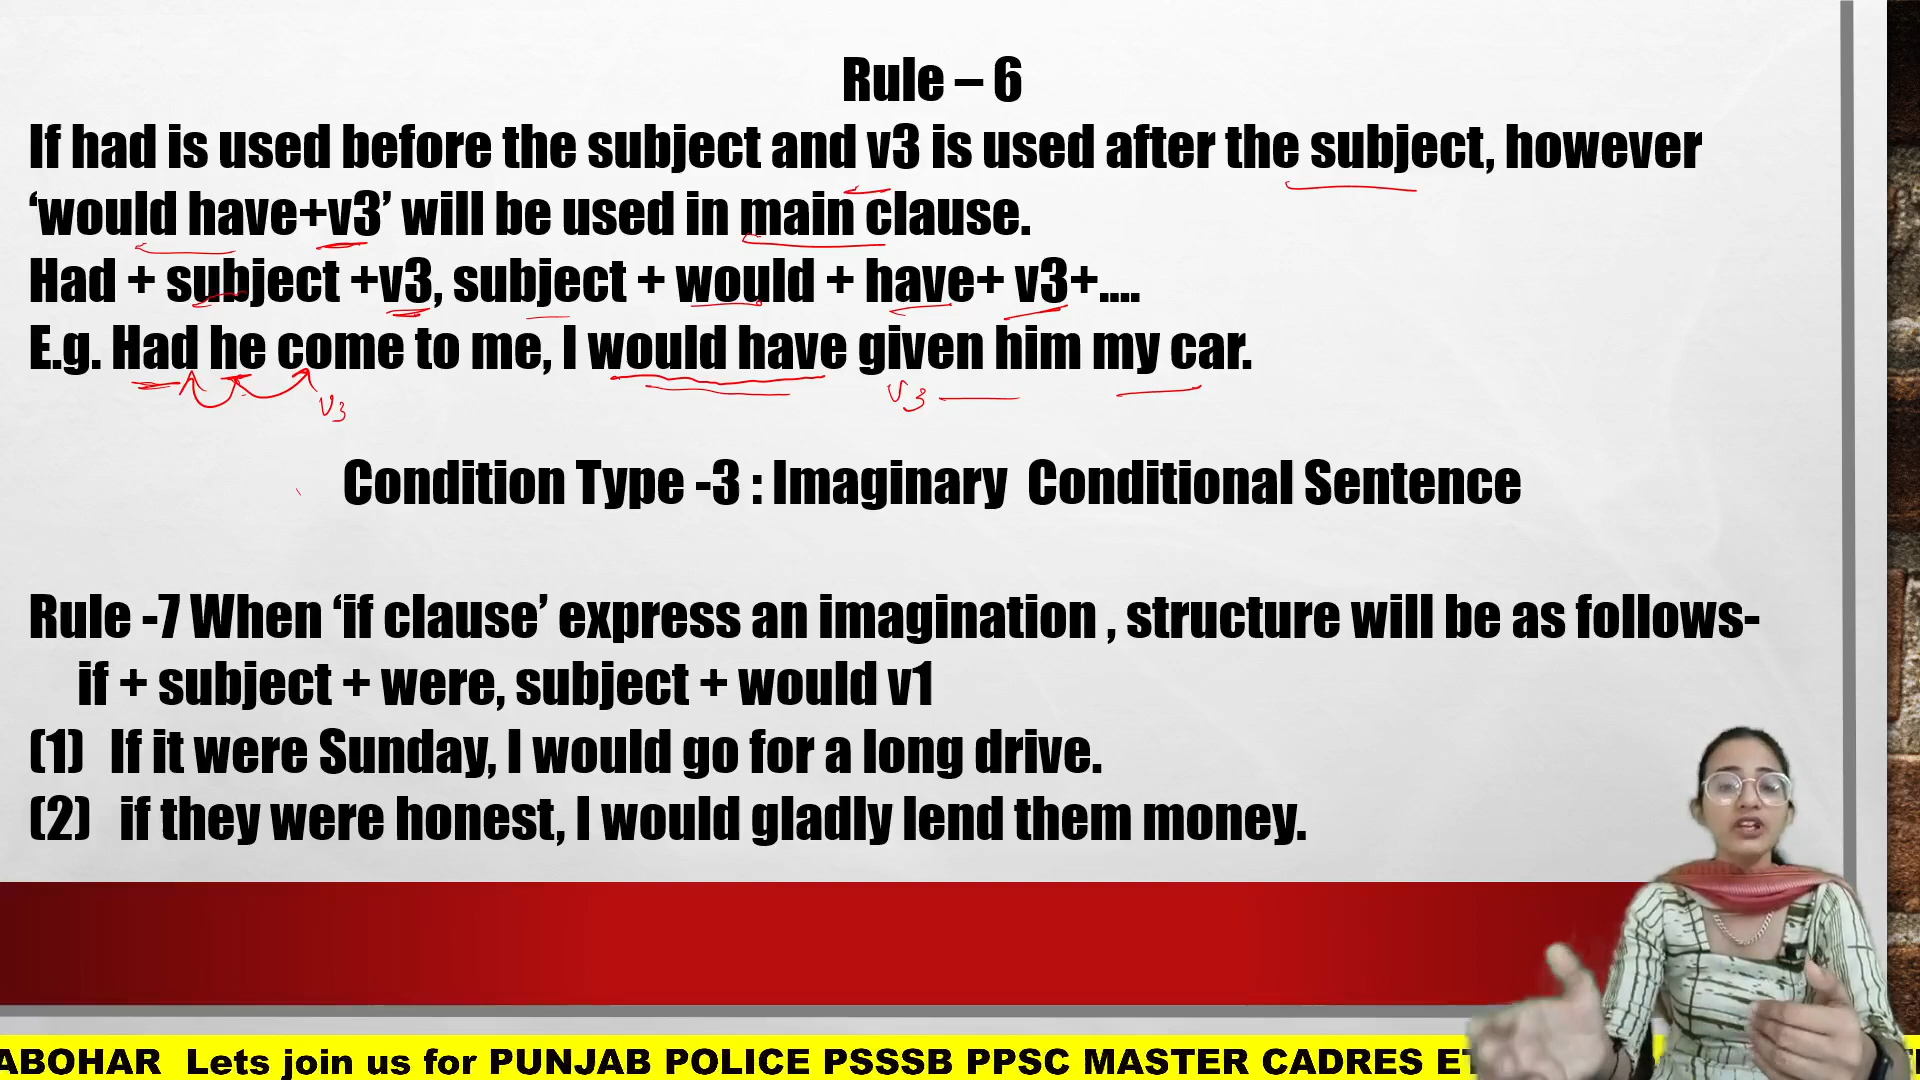 Rule – 6
If had is used before the subject and v3 is used after the subject, however
‘would have+v3’ will be used in main clause.
Had + subject +v3, subject + would + have+ v3+....
E.g. Had he come to me, I would have given him my car.
v3
v3
Condition Type -3 : Imaginary Conditional Sentence
Rule -7 When ‘if clause’ express an imagination , structure will be as follows-
if + subject + were, subject + would v1
(1) If it were Sunday, I would go for a long drive.
(2) if they were honest, I would gladly lend them money.
ABOHAR Lets join us for PUNJAB POLICE PSSSB PPSC MASTER CADRES